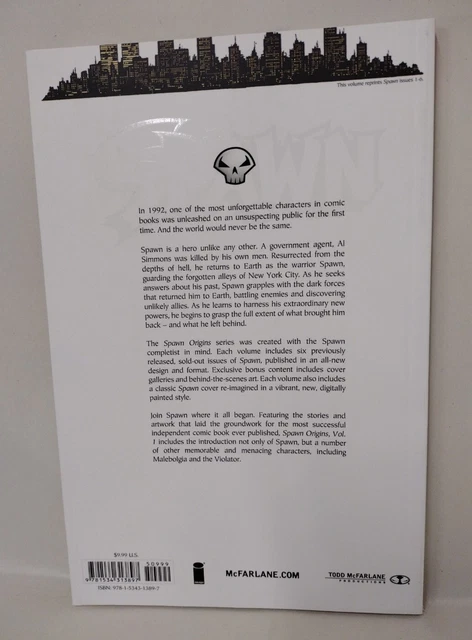 This volume reprints Spawn issues 1-6.
In 1992, one of the most unforgettable characters in comic
books was unleashed on an unsuspecting public for the first
time. And the world would never be the same.
Spawn is a hero unlike any other. A government agent, Al
Simmons was killed by his own men. Resurrected from the
depths of hell, he returns to Earth as the warrior Spawn,
guarding the forgotten alleys of New York City. As he seeks
answers about his past, Spawn grapples with the dark forces
that returned him to Earth, battling enemies and discovering
unlikely allies. As he learns to harness his extraordinary new
powers, he begins to grasp the full extent of what brought him
back – and what he left behind.
The Spawn Origins series was created with the Spawn
completist in mind. Each volume includes six previously
released, sold-out issues of Spawn, published in an all-new
design and format. Exclusive bonus content includes cover
galleries and behind-the-scenes art. Each volume also includes
a classic Spawn cover re-imagined in a vibrant, new, digitally
painted style.
Join Spawn where it all began. Featuring the stories and
artwork that laid the groundwork for the most successful
independent comic book ever published, Spawn Origins, Vol.
1 includes the introduction not only of Spawn, but a number
of other memorable and menacing characters, including
Malebolgia and the Violator.
$9.99 U.S.
50999
9781534313897
ISBN: 978-1-5343-1389-7
McFARLANE.COM
TODD McFARLANE
PRODUCTIONS